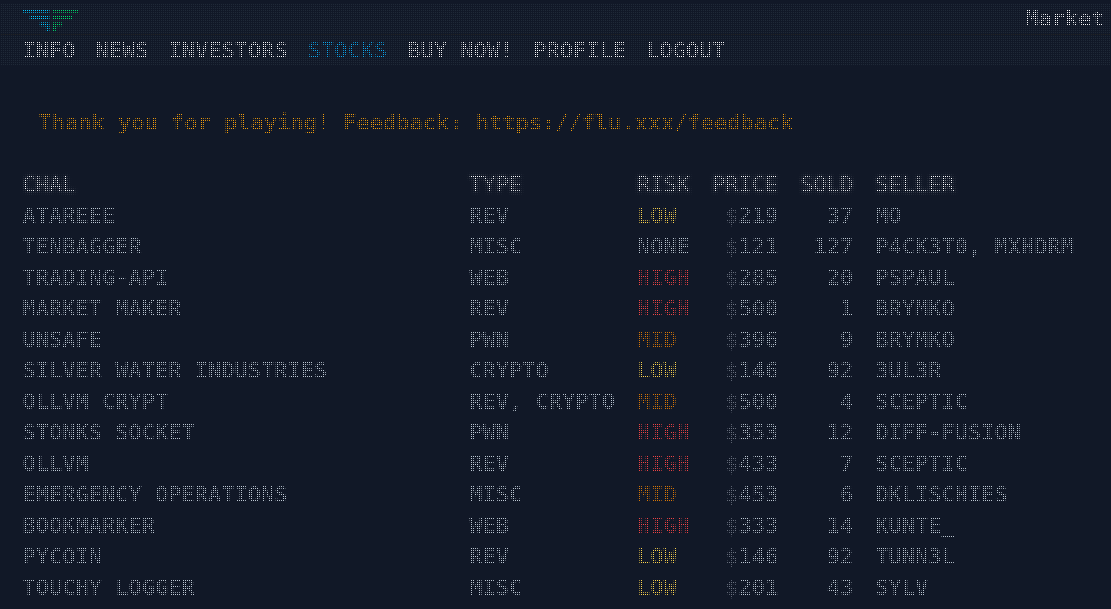 Market
INFO NEWS INVESTORS STOCKS BUY NOW! PROFILE LOGOUT
Thank you for playing! Feedback: https://flu.xxx/feedback
CHAL TYPE RISK PRICE SOLD SELLER
ATAREEE REV LOW $219 37 MO
TENBAGGER MISC NONE $121 127 P4CK3T0, MXHDRM
TRADING-API WEB HIGH $285 20 PSPAUL
MARKET MAKER REV HIGH $500 1 BRYMKO
UNSAFE PWN MID $396 9 BRYMKO
SILVER WATER INDUSTRIES CRYPTO LOW $146 92 3UL3R
OLLVM CRYPT REV, CRYPTO MID $500 4 SCEPTIC
STONKS SOCKET PWN HIGH $353 12 DIFF-FUSION
OLLVM REV HIGH $433 7 SCEPTIC
EMERGENCY OPERATIONS MISC MID $453 6 DKLISCHIES
BOOKMARKER WEB HIGH $333 14 KUNTE_
PYCOIN REV LOW $146 92 TUNN3L
TOUCHY LOGGER MISC LOW $201 43 SYLV